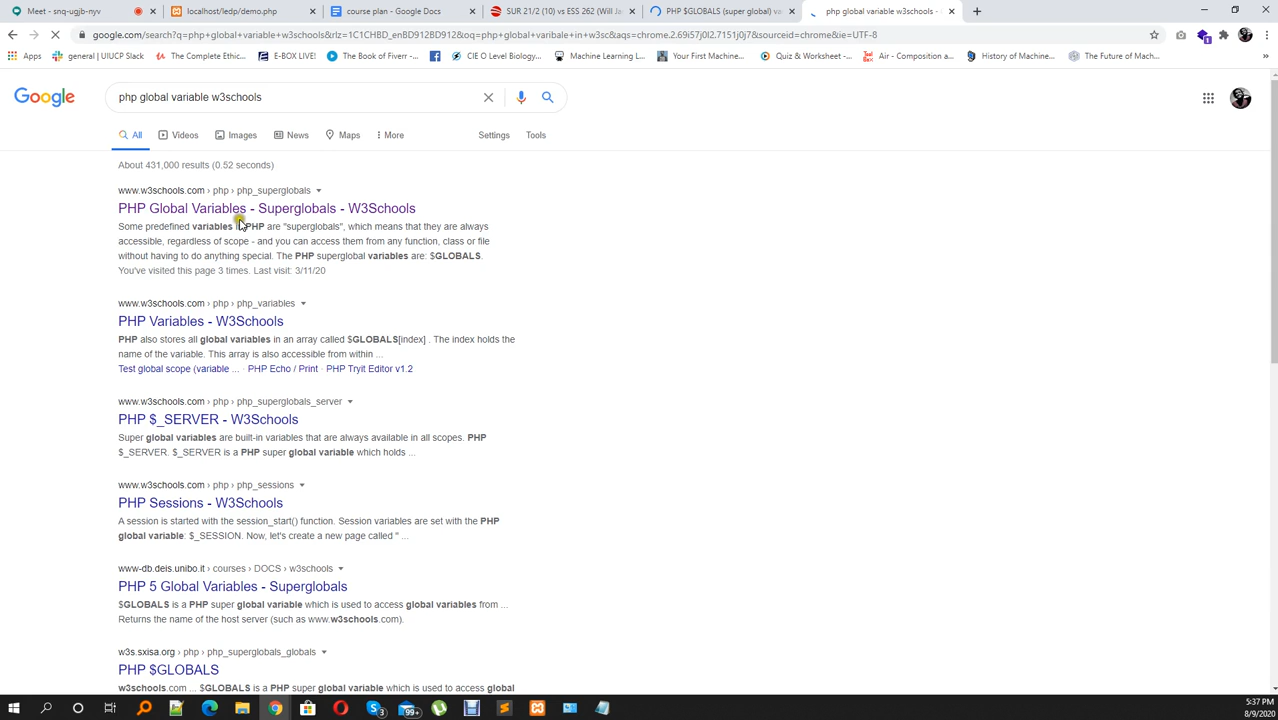 Meet - snq-ugjb-nyv
localhost/ledp/demo.php
course plan - Google Docs
SUR 21/2 (10) vs ESS 262 (Will Ja
PHP $GLOBALS (super global) va
php global variable w3schools -
google.com/search?q=php+global+variable+w3schools&rlz=1C1CHBD_enBD912BD912&oq=php+global+varibale+in+w3sc&aqs=chrome.2.69i57j0l2.7151j0j7&sourceid=chrome&ie=UTF-8
Apps
general | UIUCP Slack
The Complete Ethic...
E-BOX LIVE!
The Book of Fiverr -...
CIE O Level Biology...
Machine Learning L...
Your First Machine...
Quiz & Worksheet -...
Air - Composition a...
History of Machine...
The Future of Mach...
»
Google
php global variable w3schools
All
Videos
Images
News
Maps
More
Settings
Tools
About 431,000 results (0.52 seconds)
www.w3schools.com › php › php_superglobals
PHP Global Variables - Superglobals - W3Schools
Some predefined variables in PHP are "superglobals", which means that they are always
accessible, regardless of scope - and you can access them from any function, class or file
without having to do anything special. The PHP superglobal variables are: $GLOBALS.
You've visited this page 3 times. Last visit: 3/11/20
www.w3schools.com › php › php_variables
PHP Variables - W3Schools
PHP also stores all global variables in an array called $GLOBALS[index] . The index holds the
name of the variable. This array is also accessible from within ...
Test global scope (variable ... · PHP Echo / Print · PHP Tryit Editor v1.2
www.w3schools.com › php › php_superglobals_server
PHP $_SERVER - W3Schools
Super global variables are built-in variables that are always available in all scopes. PHP
$_SERVER. $_SERVER is a PHP super global variable which holds ...
www.w3schools.com › php › php_sessions
PHP Sessions - W3Schools
A session is started with the session_start() function. Session variables are set with the PHP
global variable: $_SESSION. Now, let's create a new page called " ...
www-db.deis.unibo.it › courses › DOCS › w3schools
PHP 5 Global Variables - Superglobals
$GLOBALS is a PHP super global variable which is used to access global variables from ...
Returns the name of the host server (such as www.w3schools.com).
w3s.sxisa.org › php › php_superglobals_globals
PHP $GLOBALS
w3schools.com ... $GLOBALS is a PHP super global variable which is used to access global
3
99+
5:37 PM
8/9/2020